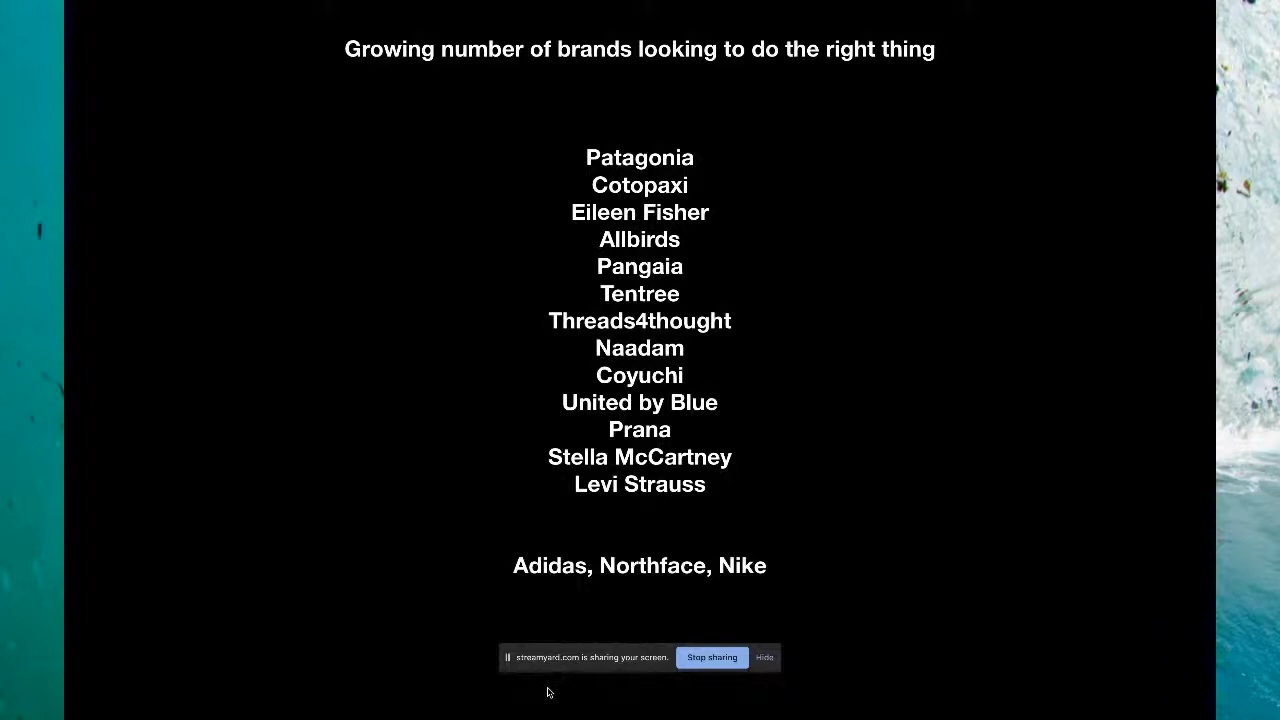 Growing number of brands looking to do the right thing
Patagonia
Cotopaxi
Eileen Fisher
Allbirds
Pangaia
Tentree
Threads4thought
Naadam
Coyuchi
United by Blue
Prana
Stella McCartney
Levi Strauss
Adidas, Northface, Nike
streamyard.com is sharing your screen. Stop sharing Hide